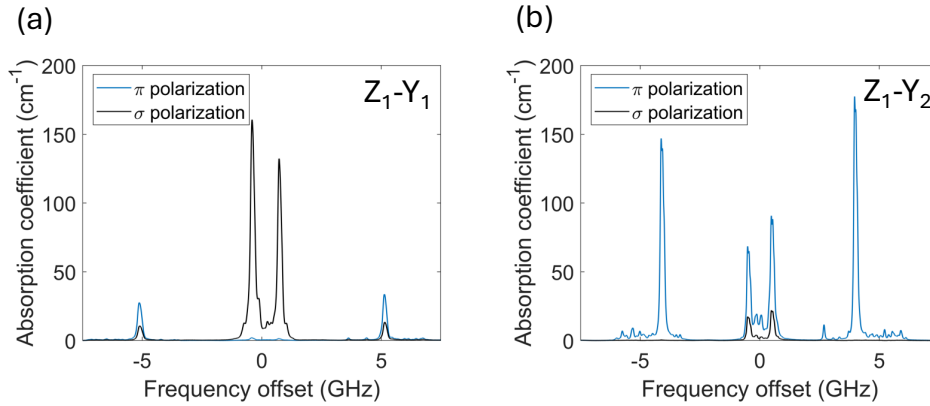 (a)
200
150
100
50
0
Absorption coefficient (cm⁻¹)
π polarization
σ polarization
Z₁-Y₁
-5
0
5
Frequency offset (GHz)
(b)
200
150
100
50
0
Absorption coefficient (cm⁻¹)
π polarization
σ polarization
Z₁-Y₂
-5
0
5
Frequency offset (GHz)